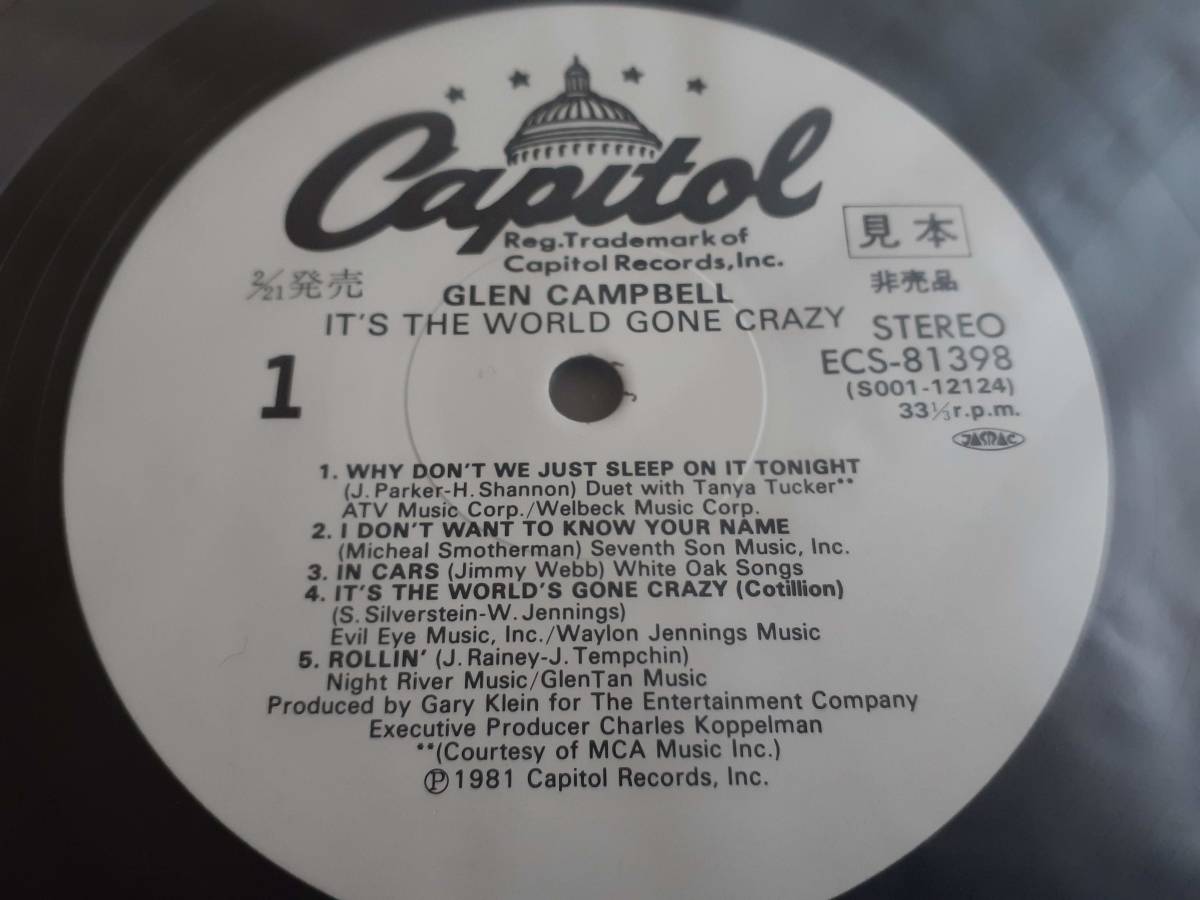 Capitol
Reg.Trademark of
Capitol Records,Inc.
見本
非売品
2/21発売
GLEN CAMPBELL
IT'S THE WORLD GONE CRAZY
STEREO
ECS-81398
(S001-12124)
33⅓r.p.m.
JASRAC
1
1. WHY DON'T WE JUST SLEEP ON IT TONIGHT
(J. Parker-H. Shannon) Duet with Tanya Tucker**
ATV Music Corp./Welbeck Music Corp.
2. I DON'T WANT TO KNOW YOUR NAME
(Micheal Smotherman) Seventh Son Music, Inc.
3. IN CARS (Jimmy Webb) White Oak Songs
4. IT'S THE WORLD'S GONE CRAZY (Cotillion)
(S. Silverstein-W. Jennings)
Evil Eye Music, Inc./Waylon Jennings Music
5. ROLLIN' (J. Rainey-J. Tempchin)
Night River Music/GlenTan Music
Produced by Gary Klein for The Entertainment Company
Executive Producer Charles Koppelman
**(Courtesy of MCA Music Inc.)
Ⓟ1981 Capitol Records, Inc.